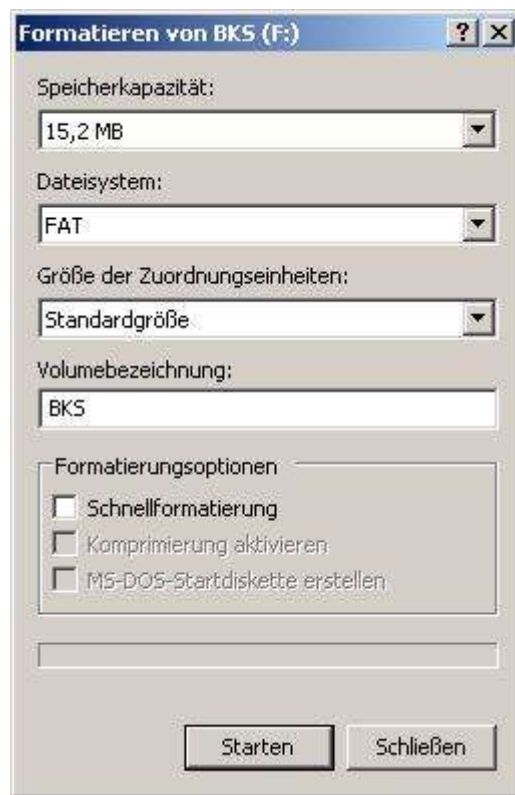 Formatieren von BKS (F:)
Speicherkapazität:
15,2 MB
Dateisystem:
FAT
Größe der Zuordnungseinheiten:
Standardgröße
Volumebezeichnung:
BKS
Formatierungsoptionen
Schnellformatierung
Komprimierung aktivieren
MS-DOS-Startdiskette erstellen
Starten Schließen